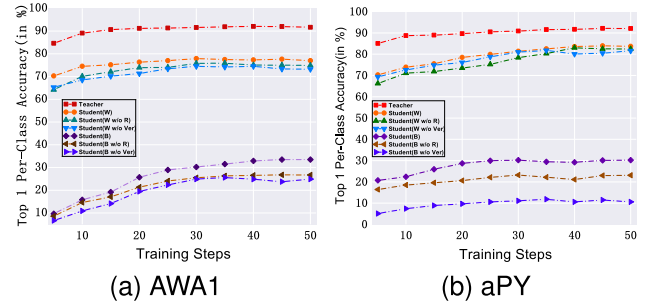 Top 1 Per-Class Accuracy(in %)
100
90
80
70
60
50
40
30
20
10
Teacher
Student(W)
Student(W w/o R)
Student(W w/o Ver)
Student(B)
Student(B w/o R)
Student(B w/o Ver)
10 20 30 40 50
Training Steps
(a) AWA1
Top 1 Per-Class Accuracy(in %)
100
90
80
70
60
50
40
30
20
10
0
Teacher
Student(W)
Student(W w/o R)
Student(W w/o Ver)
Student(B)
Student(B w/o R)
Student(B w/o Ver)
10 20 30 40 50
Training Steps
(b) aPY